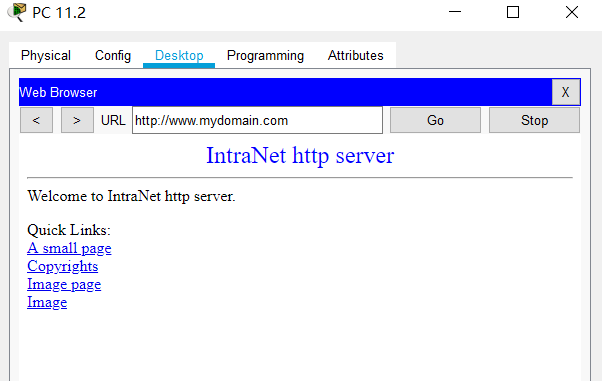 PC 11.2
Physical Config Desktop Programming Attributes
Web Browser X
< > URL http://www.mydomain.com Go Stop
IntraNet http server
Welcome to IntraNet http server.
Quick Links:
A small page
Copyrights
Image page
Image